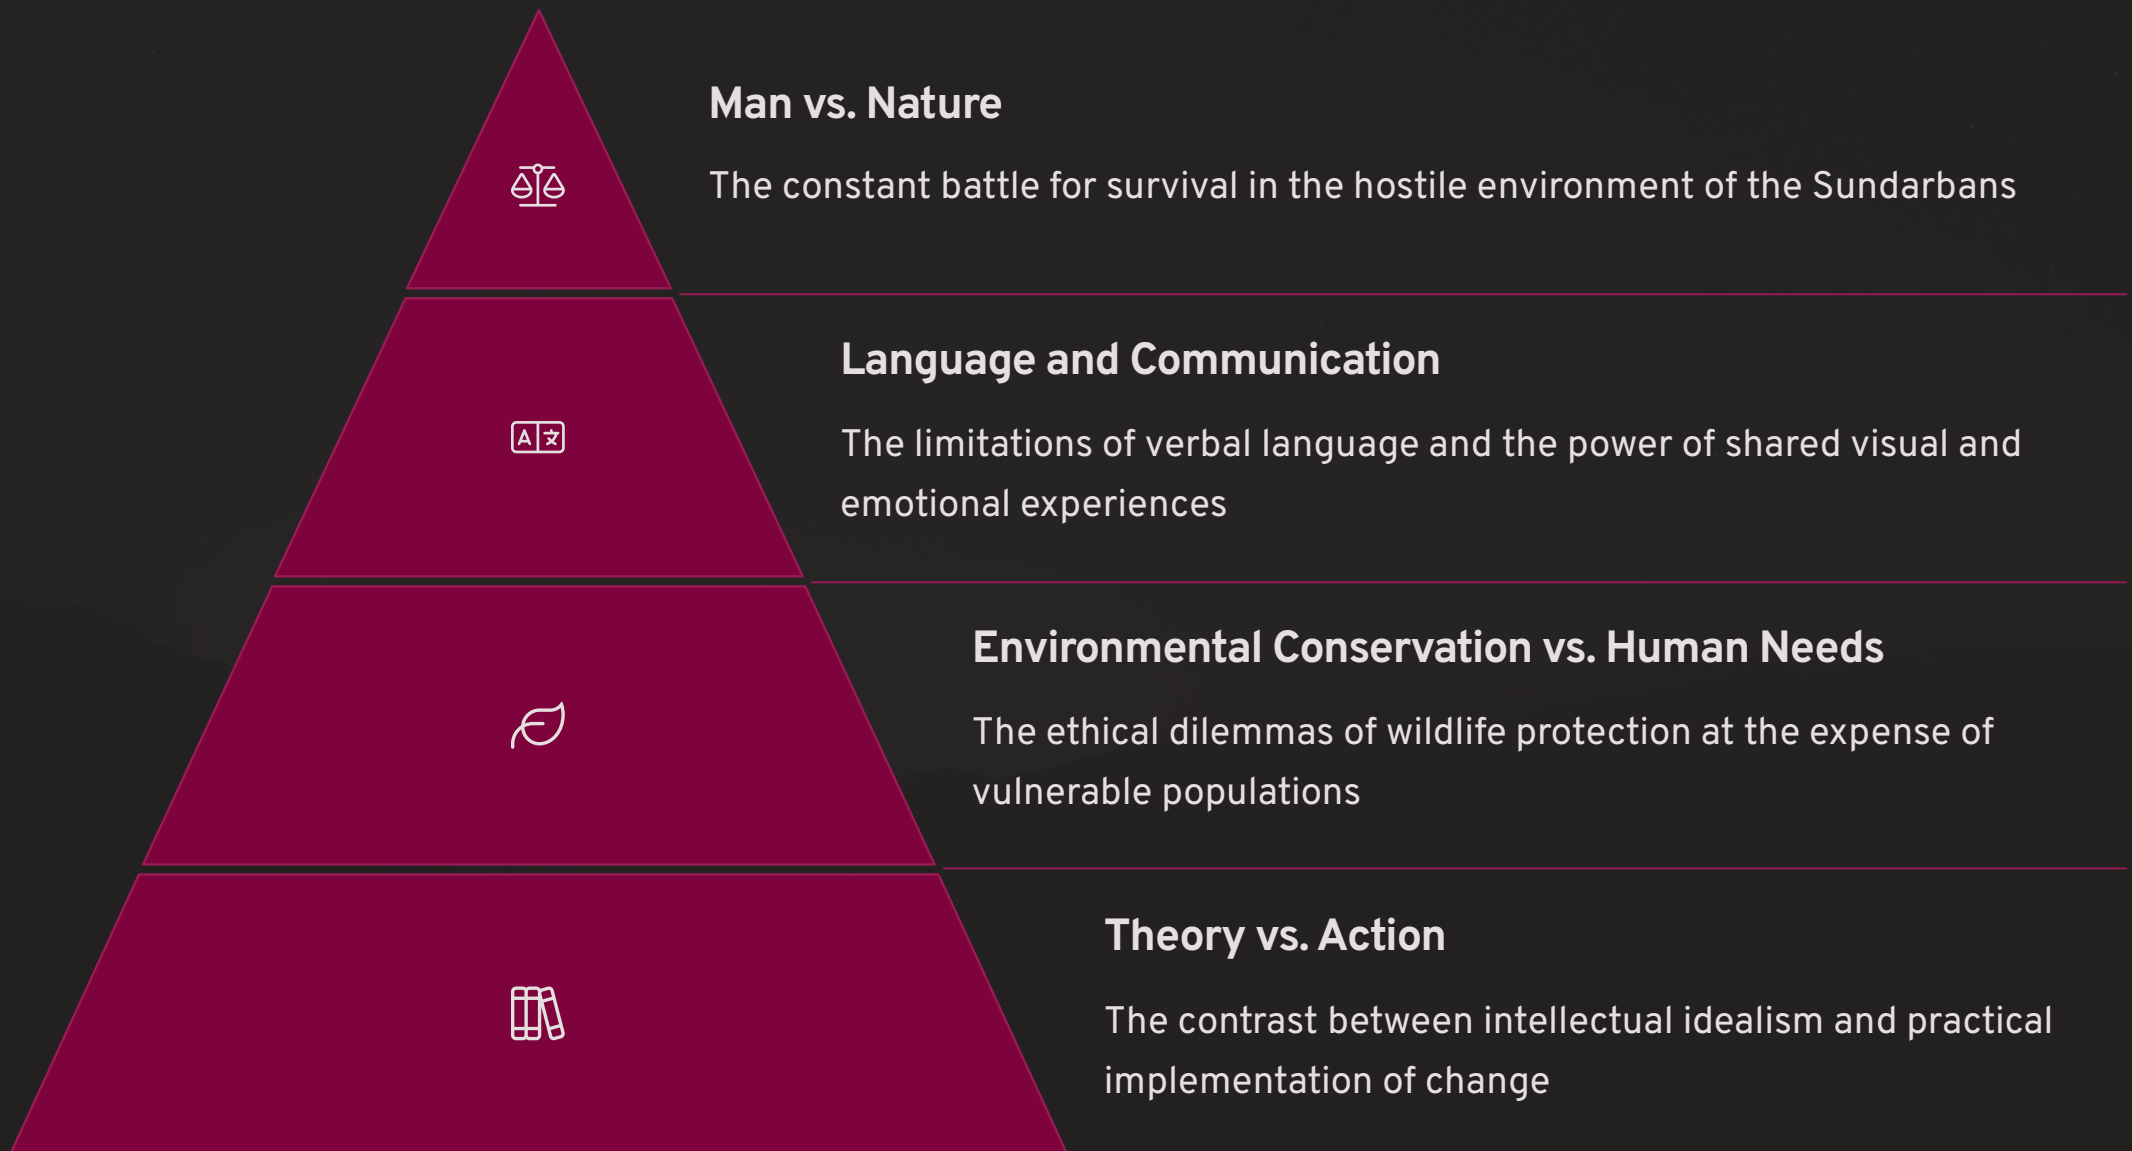 Man vs. Nature
The constant battle for survival in the hostile environment of the Sundarbans
A 文
Language and Communication
The limitations of verbal language and the power of shared visual and
emotional experiences
Environmental Conservation vs. Human Needs
The ethical dilemmas of wildlife protection at the expense of
vulnerable populations
Theory vs. Action
The contrast between intellectual idealism and practical
implementation of change